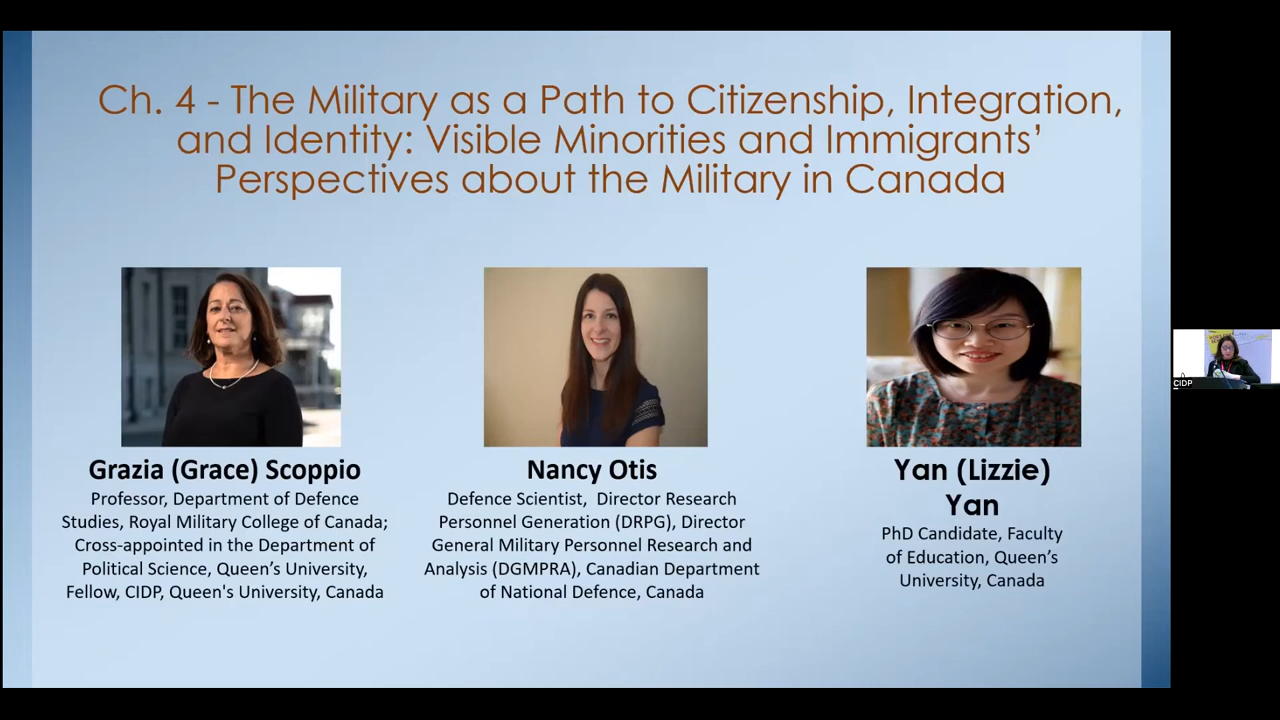 Ch. 4 - The Military as a Path to Citizenship, Integration,
and Identity: Visible Minorities and Immigrants’
Perspectives about the Military in Canada
Grazia (Grace) Scoppio
Professor, Department of Defence
Studies, Royal Military College of Canada;
Cross-appointed in the Department of
Political Science, Queen’s University,
Fellow, CIDP, Queen's University, Canada
Nancy Otis
Defence Scientist,  Director Research
Personnel Generation (DRPG), Director
General Military Personnel Research and
Analysis (DGMPRA), Canadian Department
of National Defence, Canada
Yan (Lizzie)
Yan
PhD Candidate, Faculty
of Education, Queen’s
University, Canada
CIDP